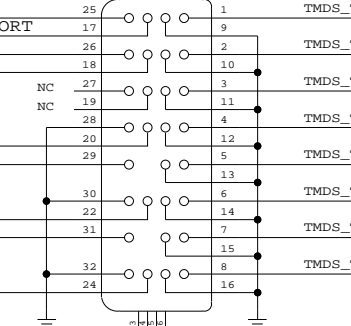 25 1 TMDS_
ORT 17 9
26 2 TMDS_
18 10
NC 27 3 TMDS_
NC 19 11
28 4 TMDS_
20 12
29 5 TMDS_
13
30 6 TMDS_
22 14
31 7 TMDS_
15
32 8 TMDS_
24 16